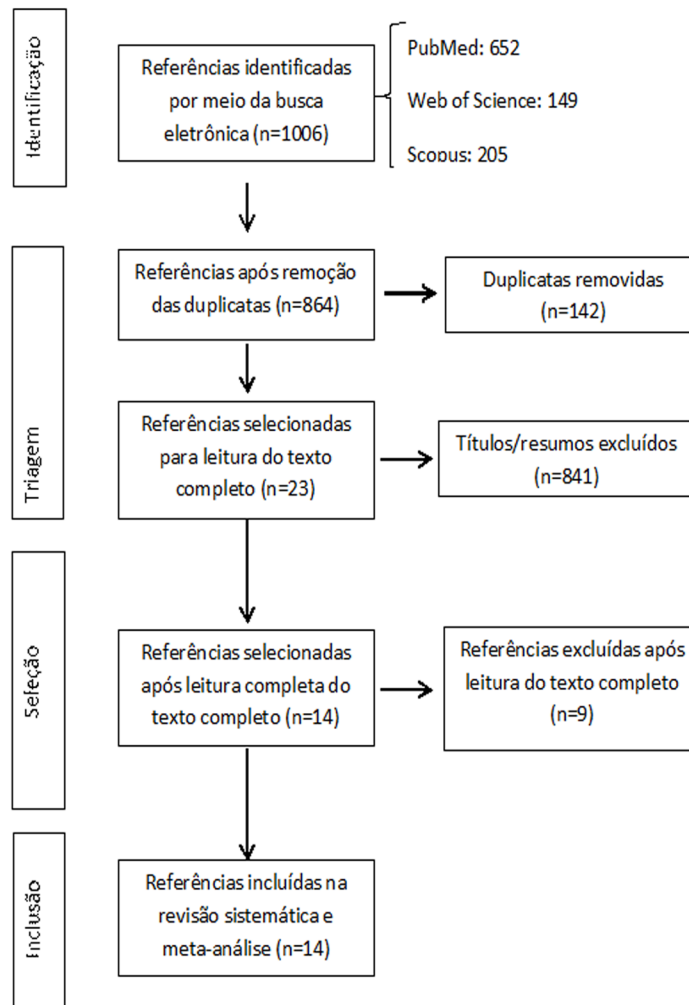 Identificação
Referências identificadas
por meio da busca
eletrônica (n=1006)
PubMed: 652
Web of Science: 149
Scopus: 205
Triagem
Referências após remoção
das duplicatas (n=864)
Duplicatas removidas
(n=142)
Referências selecionadas
para leitura do texto
completo (n=23)
Títulos/resumos excluídos
(n=841)
Seleção
Referências selecionadas
após leitura completa do
texto completo (n=14)
Referências excluídas após
leitura do texto completo
(n=9)
Inclusão
Referências incluídas na
revisão sistemática e
meta-análise (n=14)